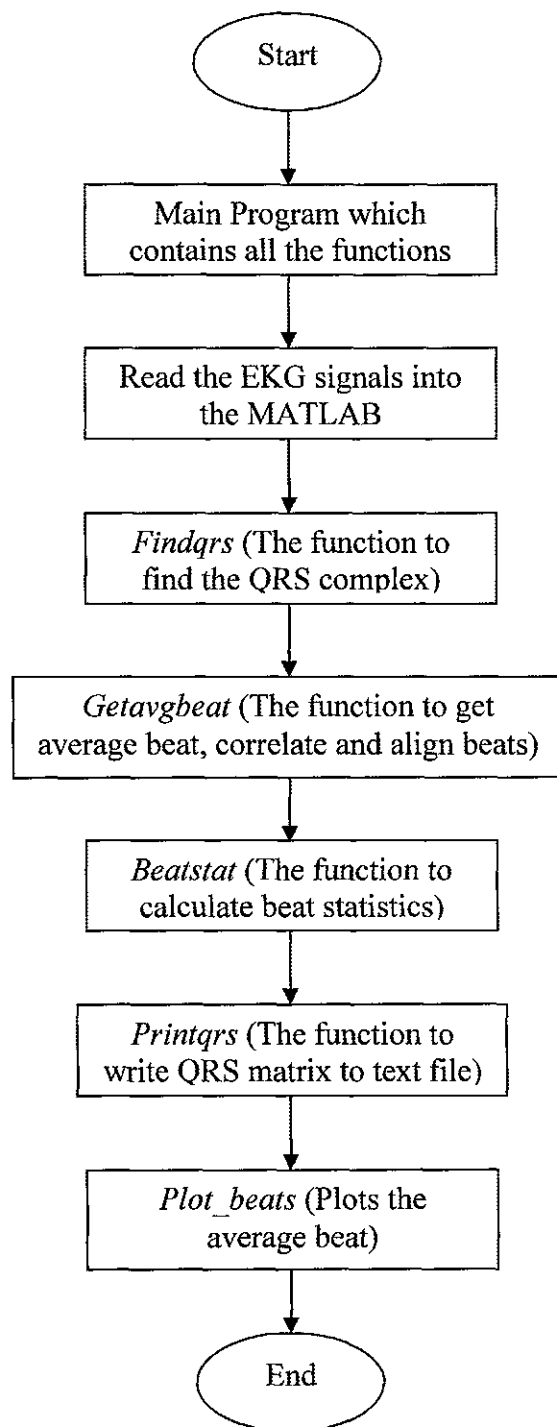 Start
Main Program which
contains all the functions
Read the EKG signals into
the MATLAB
Findqrs (The function to
find the QRS complex)
Getavgbeat (The function to get
average beat, correlate and align beats)
Beatstat (The function to
calculate beat statistics)
Printqrs (The function to
write QRS matrix to text file)
Plot_beats (Plots the
average beat)
End